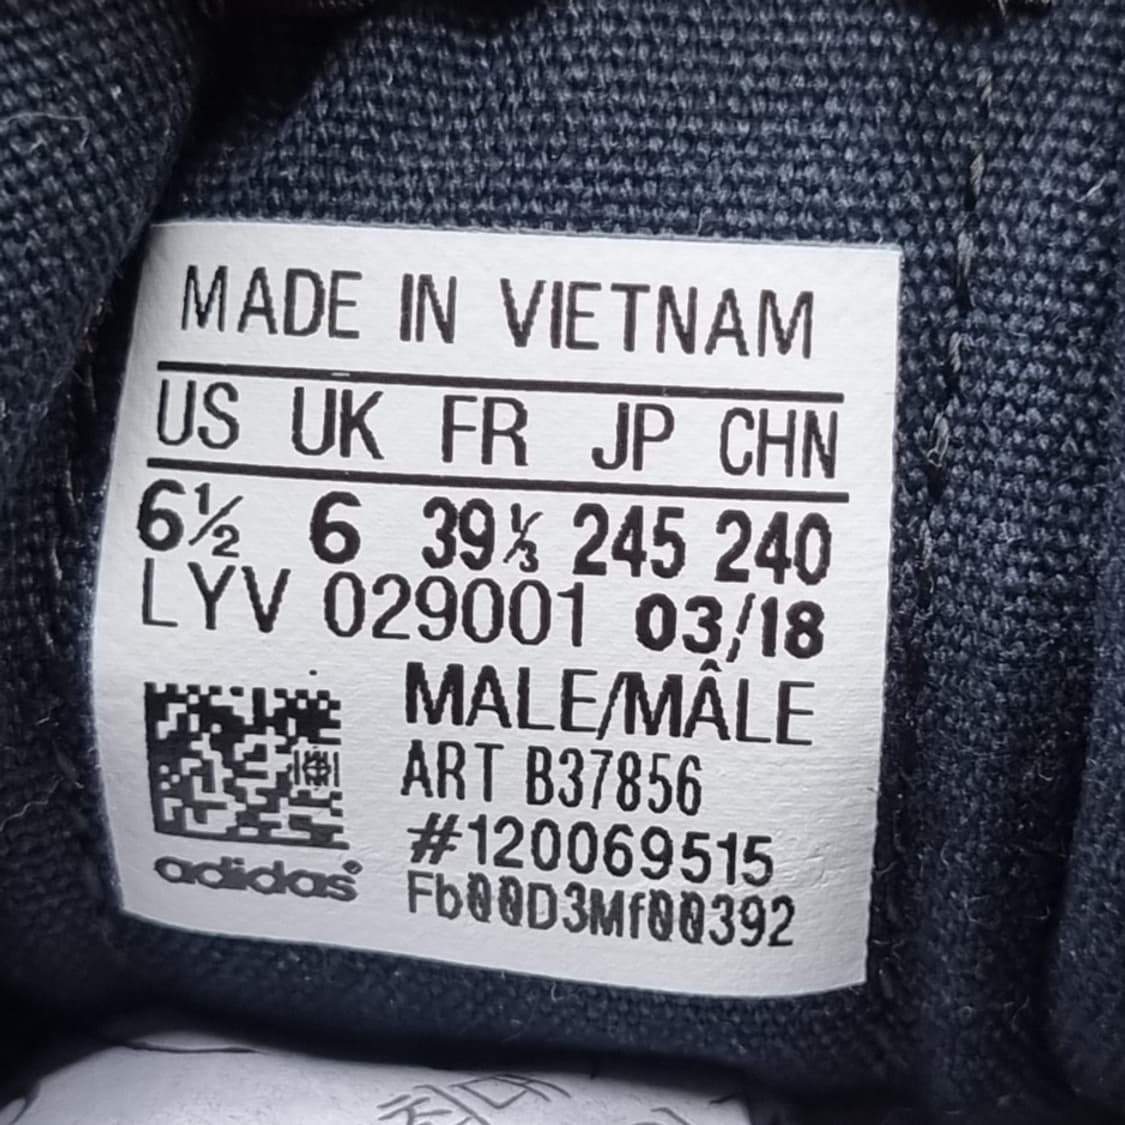 MADE IN VIETNAM
US UK FR JP CHN
6½ 6 39⅓ 245 240
LYV 029001 03/18
MALE/MÂLE
ART B37856
#120069515
Fb00D3Mf00392
adidas®